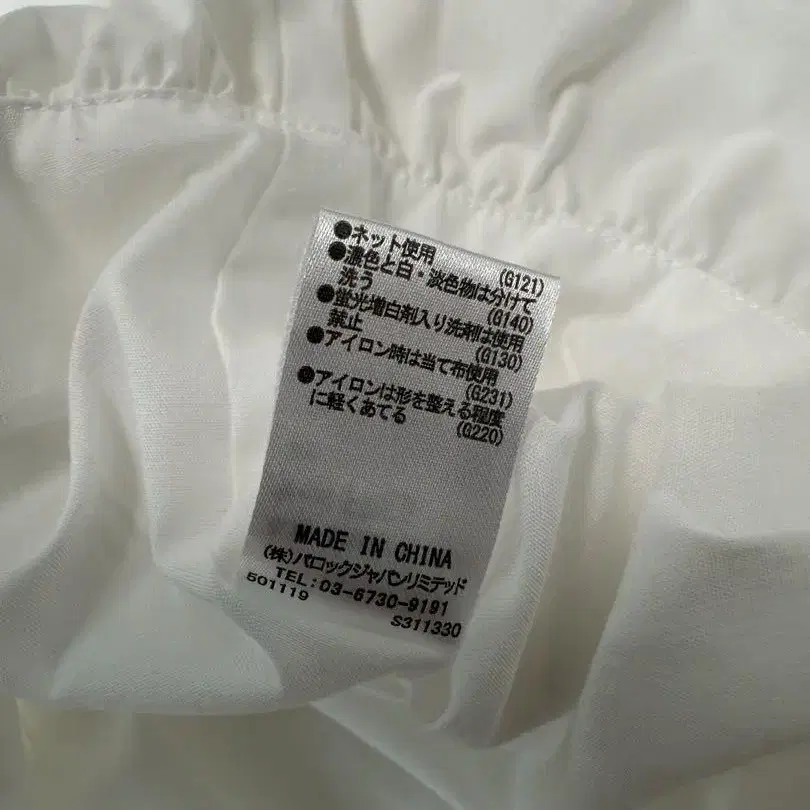 ●ネット使用
(G121)
●濃色と白・淡色物は分けて
洗う
(G140)
●蛍光増白剤入り洗剤は使用
禁止
(G130)
●アイロン時は当て布使用
(G231)
●アイロンは形を整える程度
に軽くあてる
(G220)
MADE IN CHINA
(株)バロックジャパンリミテッド
TEL:03-6730-9191
501119
S311330